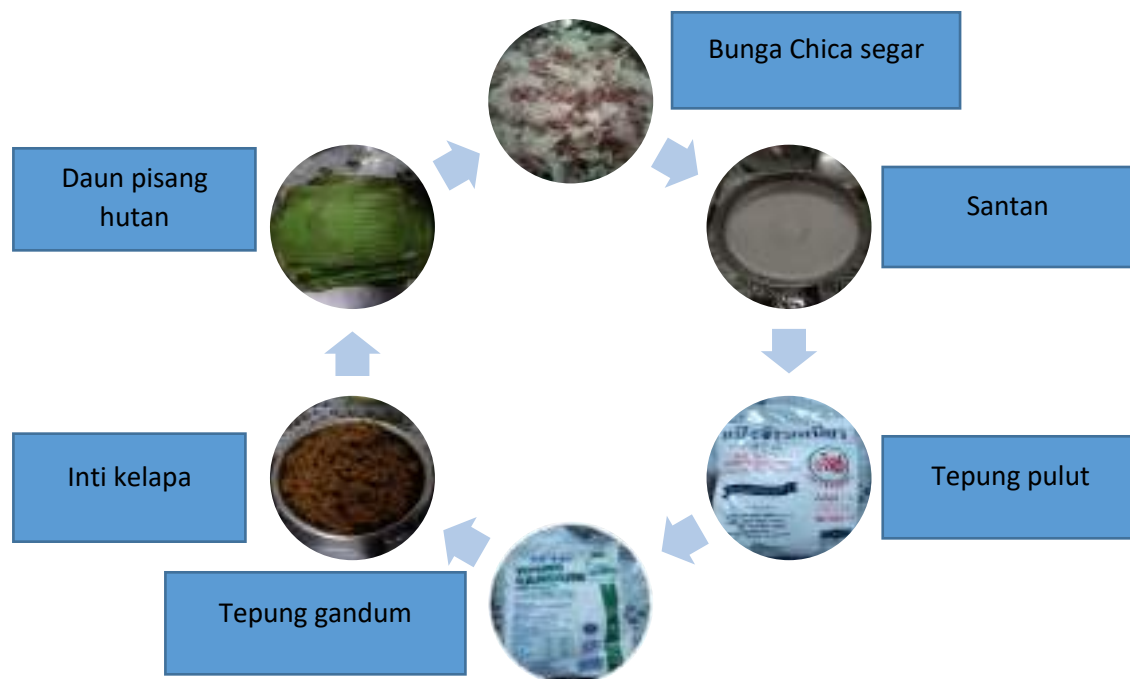 Bunga Chica segar
Daun pisang
hutan
Santan
Inti kelapa
Tepung pulut
Tepung gandum